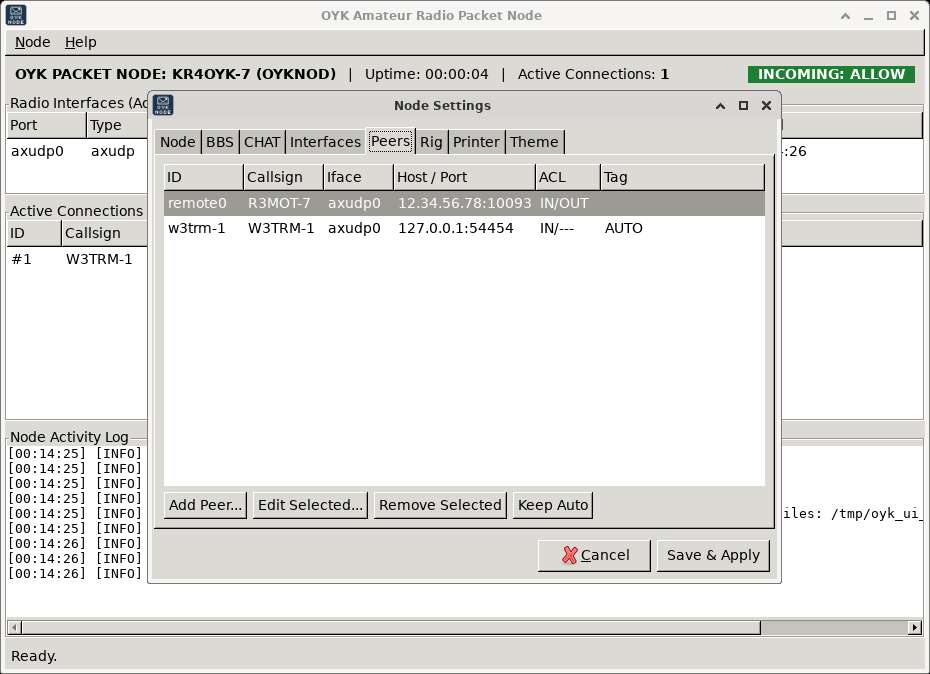 OYK Amateur Radio Packet Node
Node Help
OYK PACKET NODE: KR4OYK-7 (OYKNOD) | Uptime: 00:00:04 | Active Connections: 1 INCOMING: ALLOW
Radio Interfaces (Ac
Port Type
axudp0 axudp :26
Active Connections
ID Callsign
#1 W3TRM-1
Node Activity Log
[00:14:25] [INFO]
[00:14:25] [INFO]
[00:14:25] [INFO]
[00:14:25] [INFO]
[00:14:25] [INFO] iles: /tmp/oyk_ui_
[00:14:25] [INFO]
[00:14:26] [INFO]
[00:14:26] [INFO]
[00:14:26] [INFO]
Ready.
OYK NODE
Node Settings
Node BBS CHAT Interfaces Peers Rig Printer Theme
ID Callsign Iface Host / Port ACL Tag
remote0 R3MOT-7 axudp0 12.34.56.78:10093 IN/OUT
w3trm-1 W3TRM-1 axudp0 127.0.0.1:54454 IN/--- AUTO
Add Peer... Edit Selected... Remove Selected Keep Auto
Cancel Save & Apply